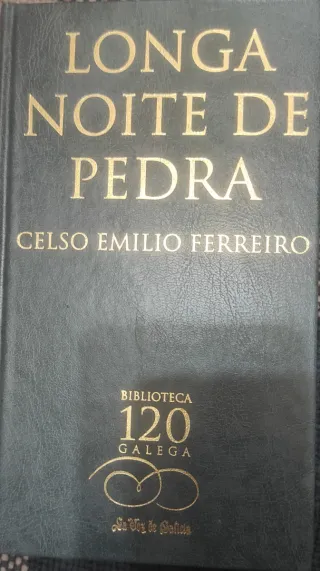 LONGA
NOITE DE
PEDRA
CELSO EMILIO FERREIRO
BIBLIOTECA
120
GALEGA
La Voz de Galicia